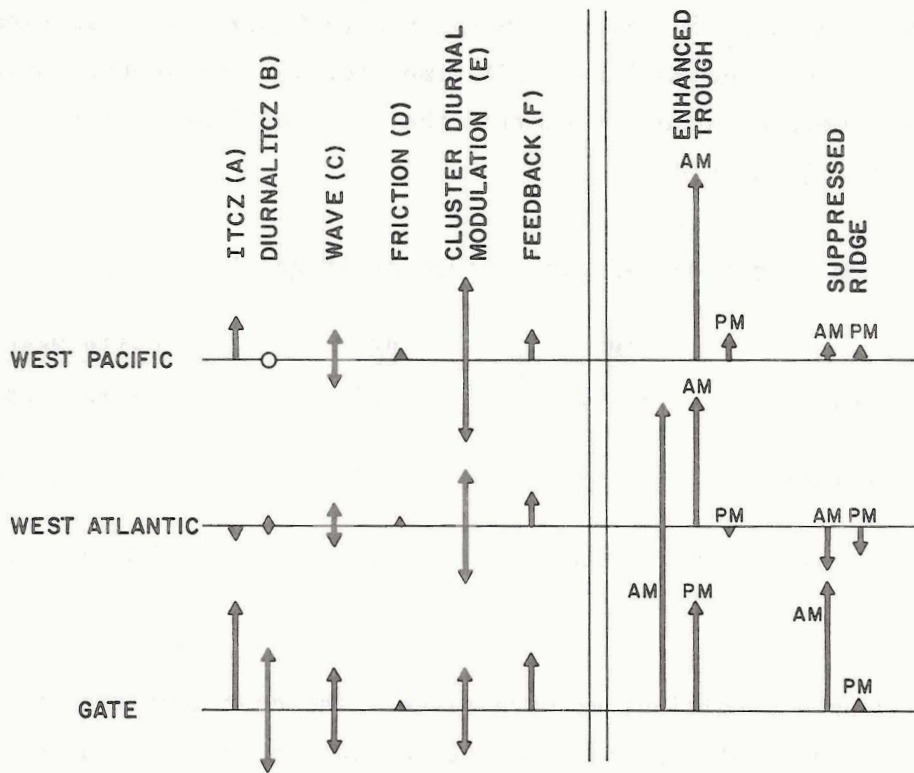 ITCZ (A)
DIURNAL ITCZ (B)
WAVE (C)
FRICTION (D)
CLUSTER DIURNAL
MODULATION (E)
FEEDBACK (F)
ENHANCED
TROUGH
SUPPRESSED
RIDGE
AM
PM
AM PM
WEST PACIFIC
AM
WEST ATLANTIC
PM
AM PM
AM
PM
AM
PM
GATE